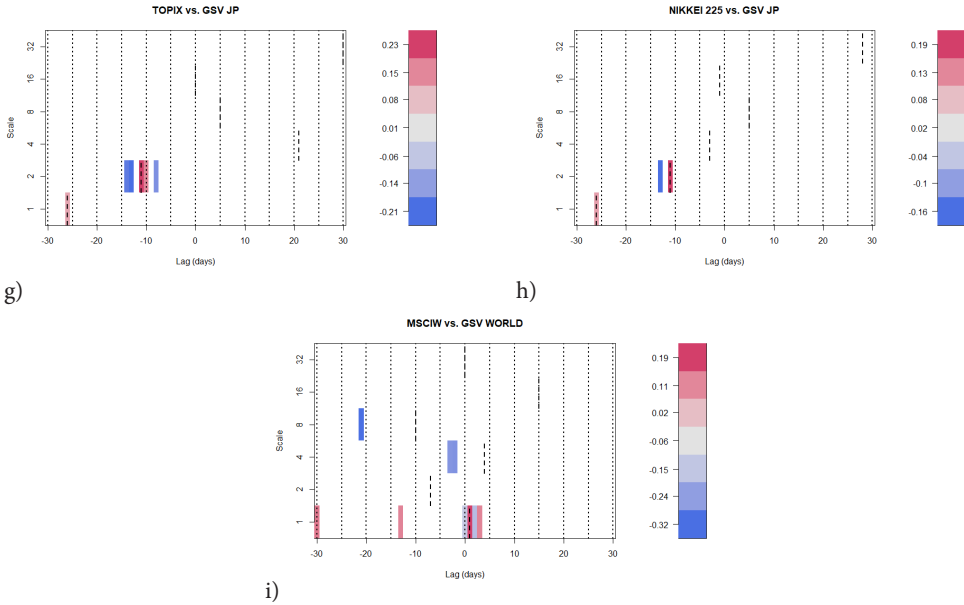 TOPIX vs. GSV JP
Scale
32
16
8
4
2
1
-30 -20 -10 0 10 20 30
Lag (days)
0.23
0.15
0.08
0.02
-0.06
-0.14
-0.21
g)
NIKKEI 225 vs. GSV JP
Scale
32
16
8
4
2
1
-30 -20 -10 0 10 20 30
Lag (days)
0.19
0.13
0.08
0.02
-0.04
-0.1
-0.16
h)
MSCIW vs. GSV WORLD
Scale
32
16
8
4
2
1
-30 -20 -10 0 10 20 30
Lag (days)
0.19
0.11
0.02
-0.06
-0.15
-0.24
-0.32
i)